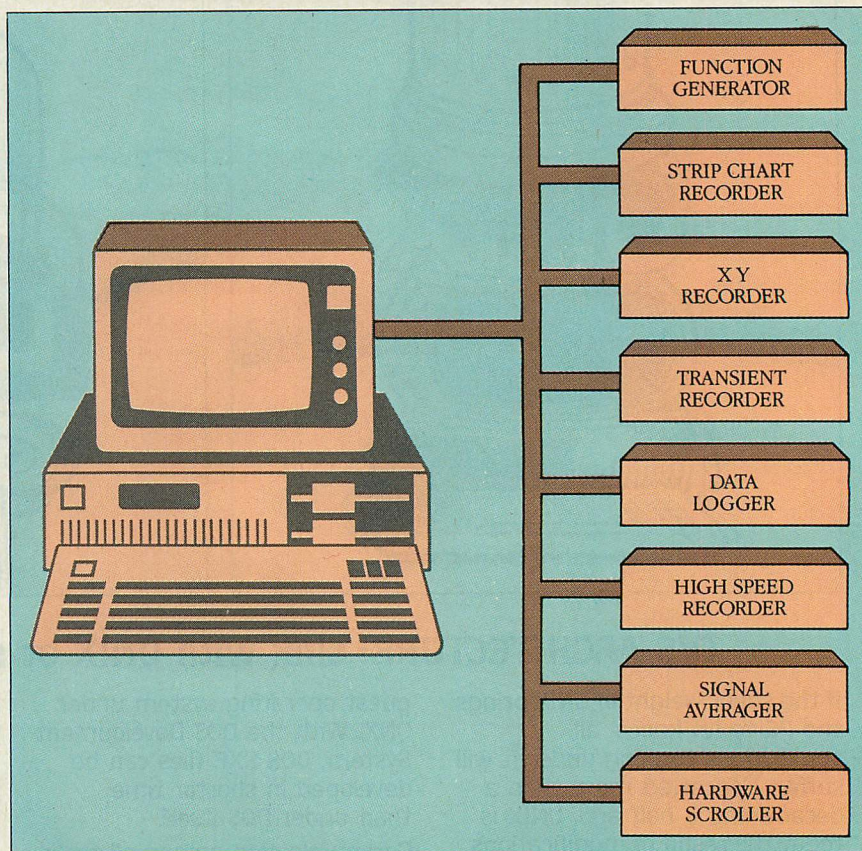 FUNCTION
GENERATOR
STRIP CHART
RECORDER
X Y
RECORDER
TRANSIENT
RECORDER
DATA
LOGGER
HIGH SPEED
RECORDER
SIGNAL
AVERAGER
HARDWARE
SCROLLER